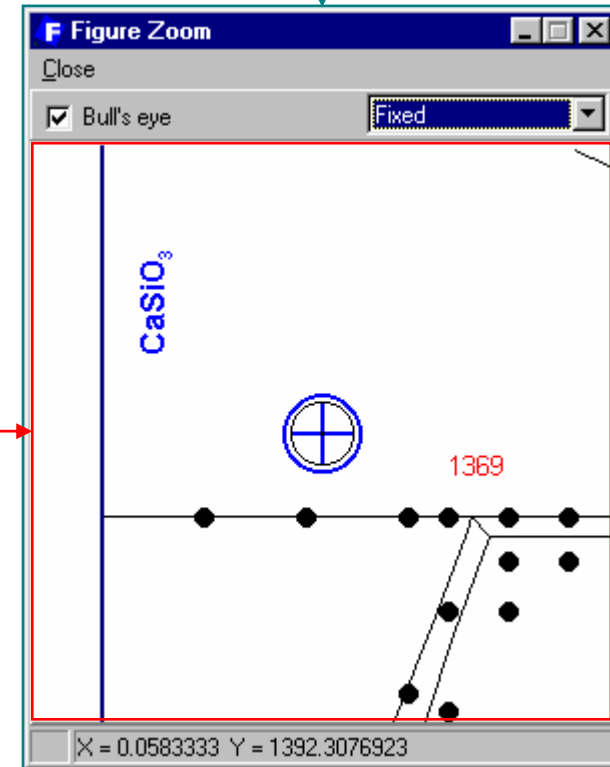 F Figure Zoom
Close
Bull's eye Fixed
CaSiO₃
1369
X = 0.0583333 Y = 1392.3076923